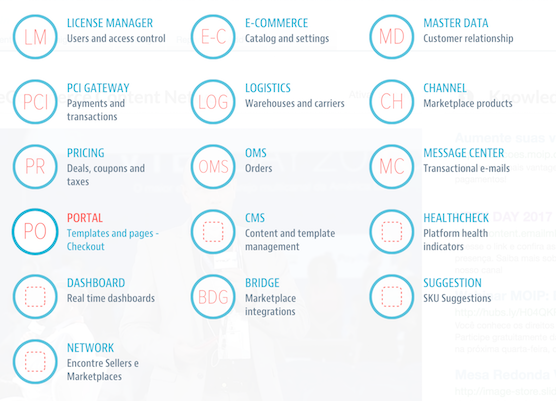 LM
LICENSE MANAGER
Users and access control
E-C
E-COMMERCE
Catalog and settings
MD
MASTER DATA
Customer relationship
PCI
PCI GATEWAY
Payments and
transactions
LOG
LOGISTICS
Warehouses and carriers
CH
CHANNEL
Marketplace products
PR
PRICING
Deals, coupons and
taxes
OMS
OMS
Orders
MC
MESSAGE CENTER
Transactional e-mails
PO
PORTAL
Templates and pages -
Checkout
CMS
Content and template
management
HEALTHCHECK
Platform health
indicators
DASHBOARD
Real time dashboards
BDG
BRIDGE
Marketplace
integrations
SUGGESTION
SKU Suggestions
NETWORK
Encontre Sellers e
Marketplaces
DAY 2017